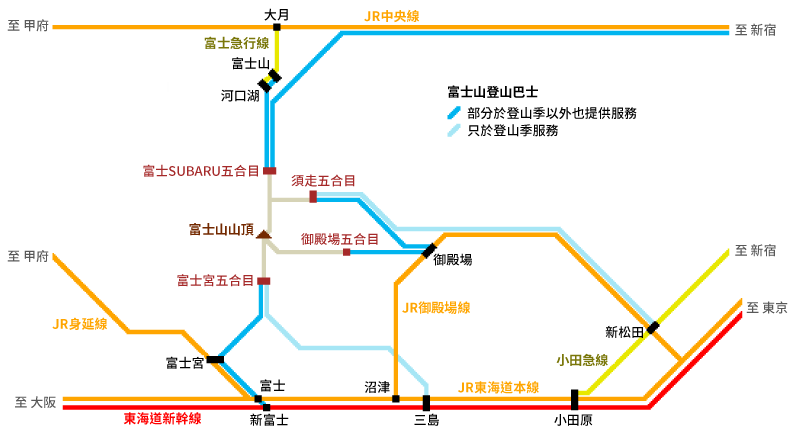 大月
JR中央線
至 甲府
至 新宿
富士急行線
富士山
河口湖
富士山登山巴士
部分於登山季以外也提供服務
只於登山季服務
富士SUBARU五合目
須走五合目
富士山山頂
御殿場五合目
至 甲府
御殿場
至 新宿
富士宮五合目
JR御殿場線
至 東京
JR身延線
新松田
富士宮
小田急線
富士
沼津
JR東海道本線
至 大阪
東海道新幹線
新富士
三島
小田原